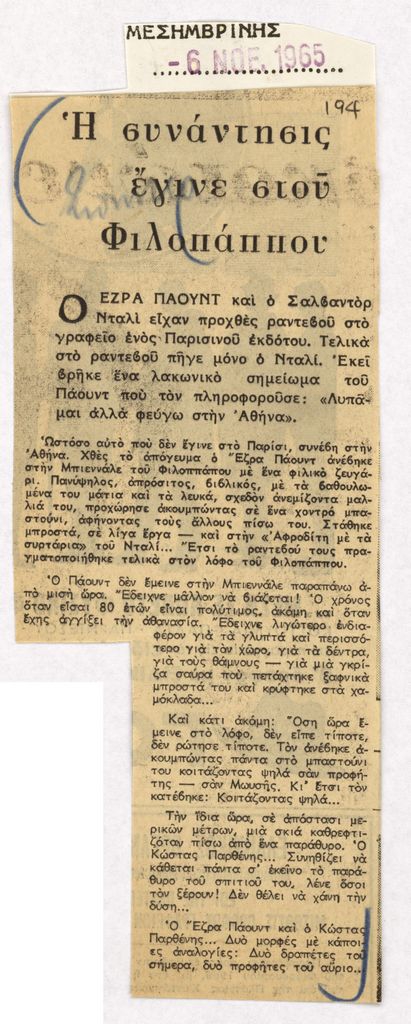 ΜΕΣΗΜΒΡΙΝΗΣ
- 6 ΝΟΕ. 1965
194
Ἡ συνάντησις
ἔγινε στοῦ
Φιλοπάππου
Ο ΕΖΡΑ ΠΑΟΥΝΤ καὶ ὁ Σαλβαντὸρ
Νταλὶ εἶχαν προχθὲς ραντεβοῦ στὸ
γραφεῖο ἑνὸς Παρισινοῦ ἐκδότου. Τελικὰ
στὸ ραντεβοῦ πῆγε μόνο ὁ Νταλί. Ἐκεῖ
βρῆκε ἕνα λακωνικὸ σημείωμα τοῦ
Πάουντ ποὺ τὸν πληροφοροῦσε: «Λυπᾶ-
μαι ἀλλὰ φεύγω στὴν Ἀθήνα».
Ὡστόσο αὐτὸ ποὺ δὲν ἔγινε στὸ Παρίσι, συνέβη στὴν
Ἀθήνα. Χθὲς τὸ ἀπόγευμα ὁ Ἔζρα Πάουντ ἀνέβηκε
στὴν Μπιεννάλε τοῦ Φιλοππάπου μὲ ἕνα φιλικὸ ζευγά-
ρι. Πανύψηλος, ἀπρόσιτος, βιβλικός, μὲ τὰ βαθουλω-
μένα του μάτια καὶ τὰ λευκά, σχεδὸν ἀνεμίζοντα μαλ-
λιά του, προχώρησε ἀκουμπώντας σὲ ἕνα χοντρὸ μπα-
στούνι, ἀφήνοντας τοὺς ἄλλους πίσω του. Στάθηκε
μπροστά, σὲ λίγα ἔργα — καὶ στὴν «Ἀφροδίτη μὲ τὰ
συρτάρια» τοῦ Νταλί... Ἔτσι τὸ ραντεβοῦ τους πρα-
γματοποιήθηκε τελικὰ στὸν λόφο τοῦ Φιλοπάππου.
Ὁ Πάουντ δὲν ἔμεινε στὴν Μπιεννάλε παραπάνω ἀ-
πὸ μισὴ ὥρα. Ἔδειχνε μᾶλλον νὰ βιάζεται! Ὁ χρόνος
ὅταν εἶσαι 80 ἐτῶν εἶναι πολύτιμος, ἀκόμη καὶ ὅταν
ἔχης ἀγγίξει τὴν ἀθανασία. Ἔδειχνε λιγώτερο ἐνδια-
φέρον γιὰ τὰ γλυπτὰ καὶ περισσό-
τερο γιὰ τὸν χῶρο, γιὰ τὰ δέντρα,
γιὰ τοὺς θάμνους — γιὰ μιὰ γκρί-
ζα σαύρα ποὺ πετάχτηκε ξαφνικὰ
μπροστά του καὶ κρύφτηκε στὰ χα-
μόκλαδα...
Καὶ κάτι ἀκόμη: Ὅση ὥρα ἔ-
μεινε στὸ λόφο, δὲν εἶπε τίποτε,
δὲν ρώτησε τίποτε. Τὸν ἀνέβηκε ἀ-
κουμπώντας πάντα στὸ μπαστούνι
του κοιτάζοντας ψηλὰ σὰν προφή-
της — σὰν Μωυσῆς. Κι' ἔτσι τὸν
κατέβηκε: Κοιτάζοντας ψηλά...
Τὴν ἴδια ὥρα, σὲ ἀπόστασι με-
ρικῶν μέτρων, μιὰ σκιὰ καθρεφτι-
ζόταν πίσω ἀπὸ ἕνα παράθυρο. Ὁ
Κώστας Παρθένης... Συνηθίζει νὰ
κάθεται πάντα σ' ἐκεῖνο τὸ παρά-
θυρο τοῦ σπιτιοῦ του, λένε ὅσοι
τὸν ξέρουν! Δὲν θέλει νὰ χάνη τὴν
δύση...
Ὁ Ἔζρα Πάουντ καὶ ὁ Κώστας
Παρθένης... Δυὸ μορφὲς μὲ κάποι-
ες ἀναλογίες: Δυὸ δραπέτες τοῦ
σήμερα, δυὸ προφῆτες τοῦ αὔριο...